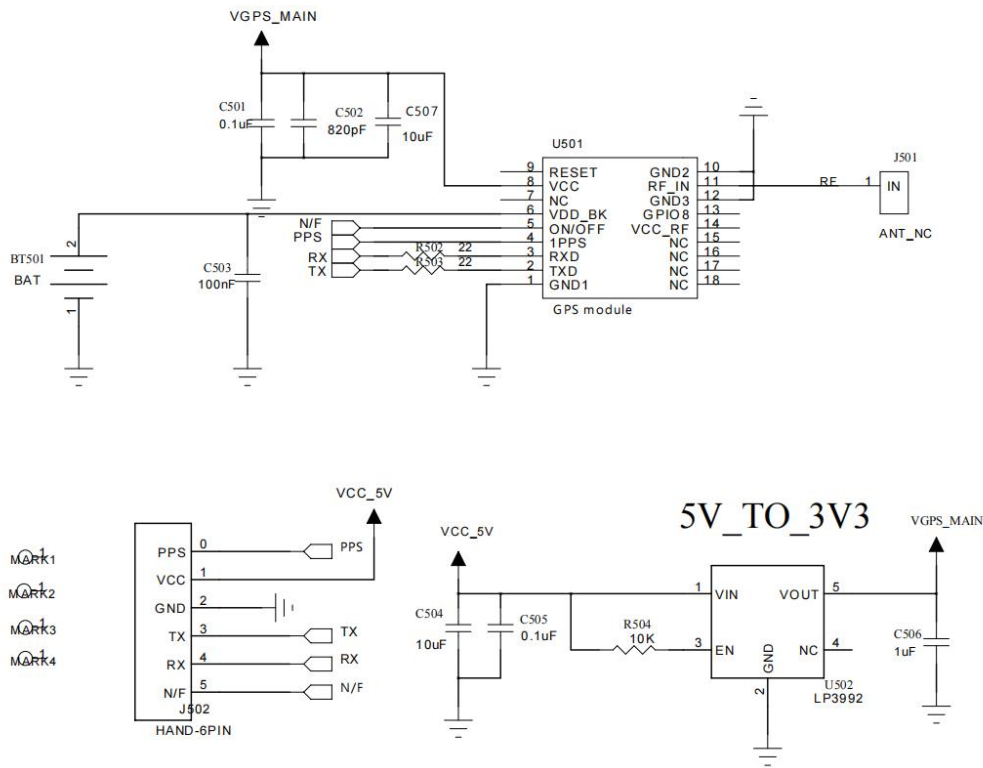 VGPS_MAIN
C501
0.1uF
C502
820pF
C507
10uF
U501
9 RESET GND2 10
8 VCC RF_IN 11
7 NC GND3 12
6 VDD_BK GPIO8 13
5 ON/OFF VCC_RF 14
4 1PPS NC 15
3 RXD NC 16
2 TXD NC 17
1 GND1 NC 18
GPS module
N/F
PPS
RX R502 22
TX R503 22
RF
J501
1 IN
ANT_NC
2
BT501
BAT
1
C503
100nF
VCC_5V
PPS 0 PPS
VCC 1
GND 2
TX 3 TX
RX 4 RX
N/F 5 N/F
J502
HAND-6PIN
1
MARK1
1
MARK2
1
MARK3
1
MARK4
5V_TO_3V3
VCC_5V
VGPS_MAIN
C504
10uF
C505
0.1uF
R504
10K
1 VIN VOUT 5
3 EN NC 4
GND
2
U502
LP3992
C506
1uF